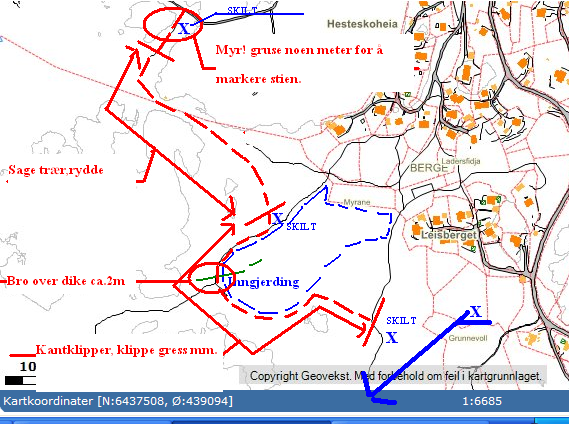 SKILT
X
Hesteskoheia
Myr! gruse noen meter for å
markere stien.
Sage trær,rydde
Ladersfidja
BERGE
Myrane
X
SKILT
Leisberget
Inngjerding
Bro over dike ca.2m
X
SKILT
X
Grunnevoll
Kantklipper, klippe gress mm.
10
Copyright Geovekst. Med forbehold om feil i kartgrunnlaget.
Kartkoordinater [N:6437508, Ø:439094]
1:6685